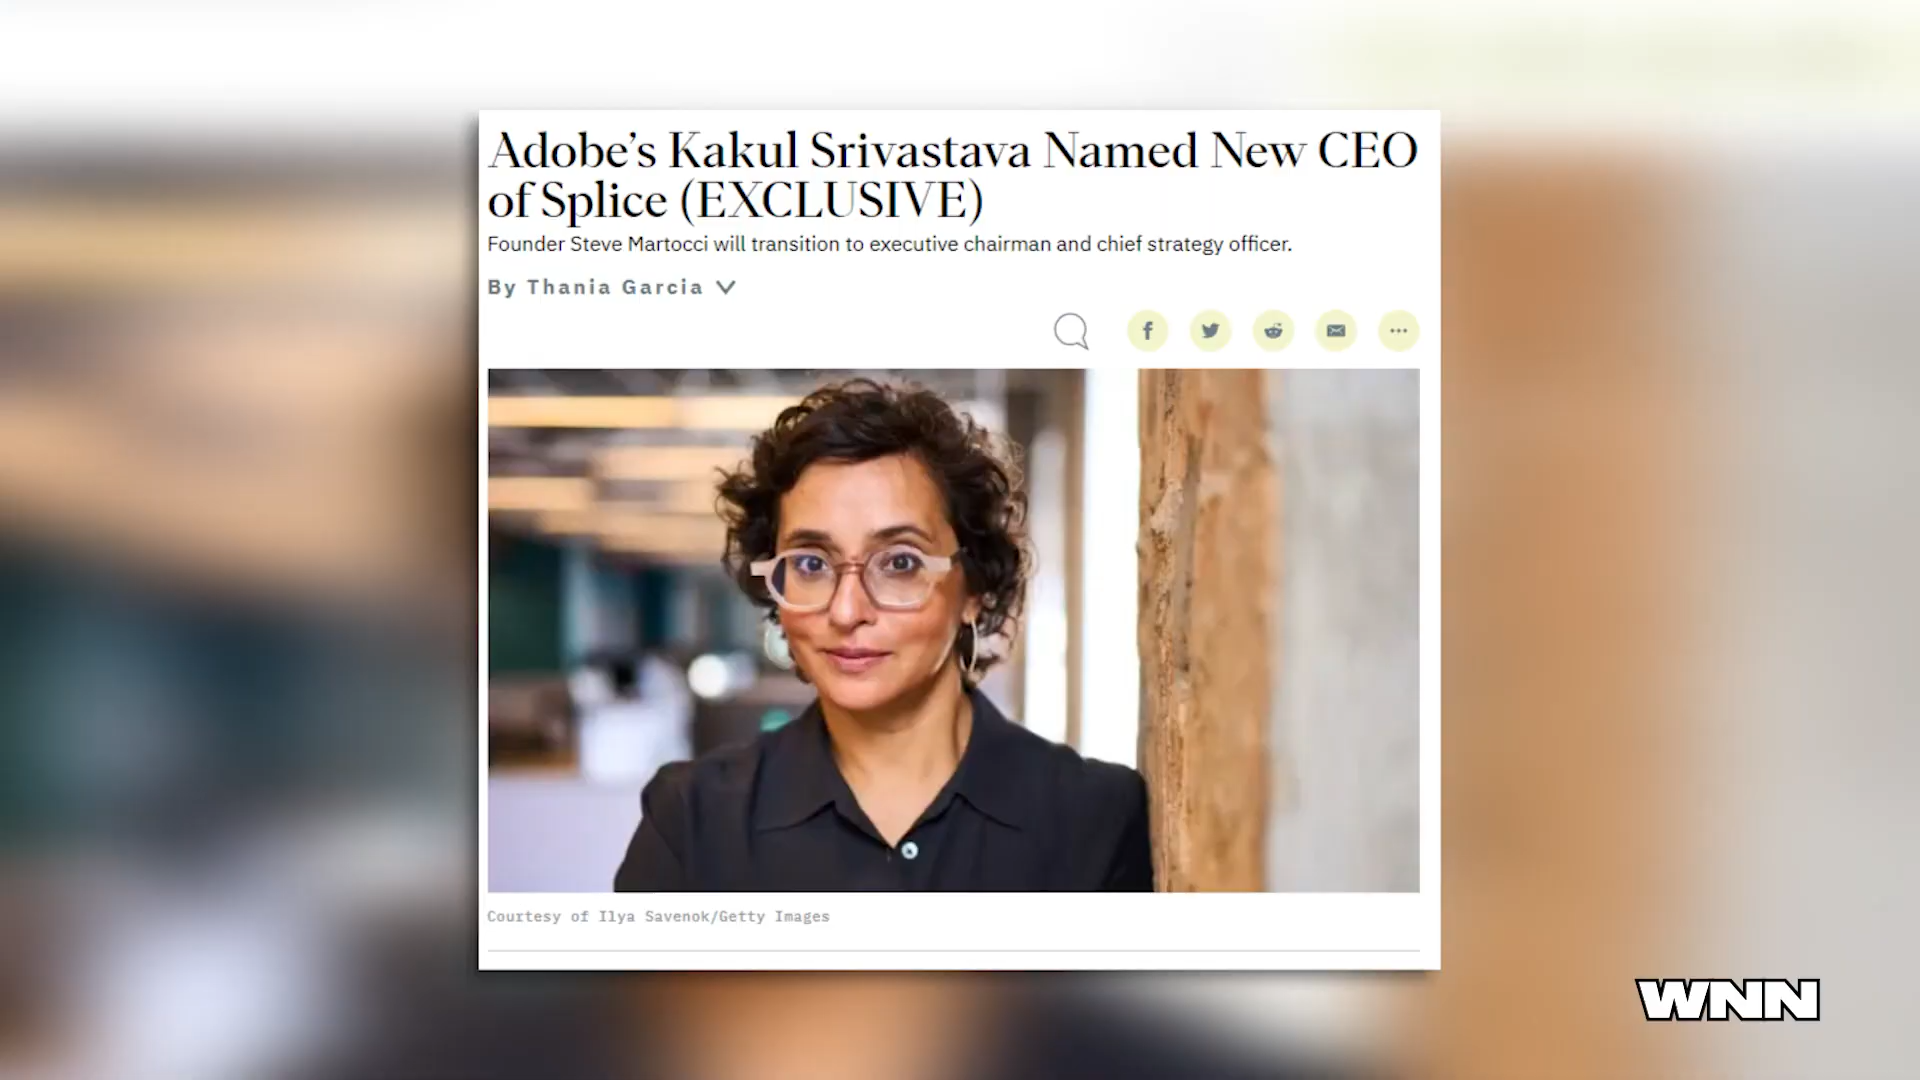 Adobe’s Kakul Srivastava Named New CEO
of Splice (EXCLUSIVE)
Founder Steve Martocci will transition to executive chairman and chief strategy officer.
By Thania Garcia
Courtesy of Ilya Savenok/Getty Images
WNN